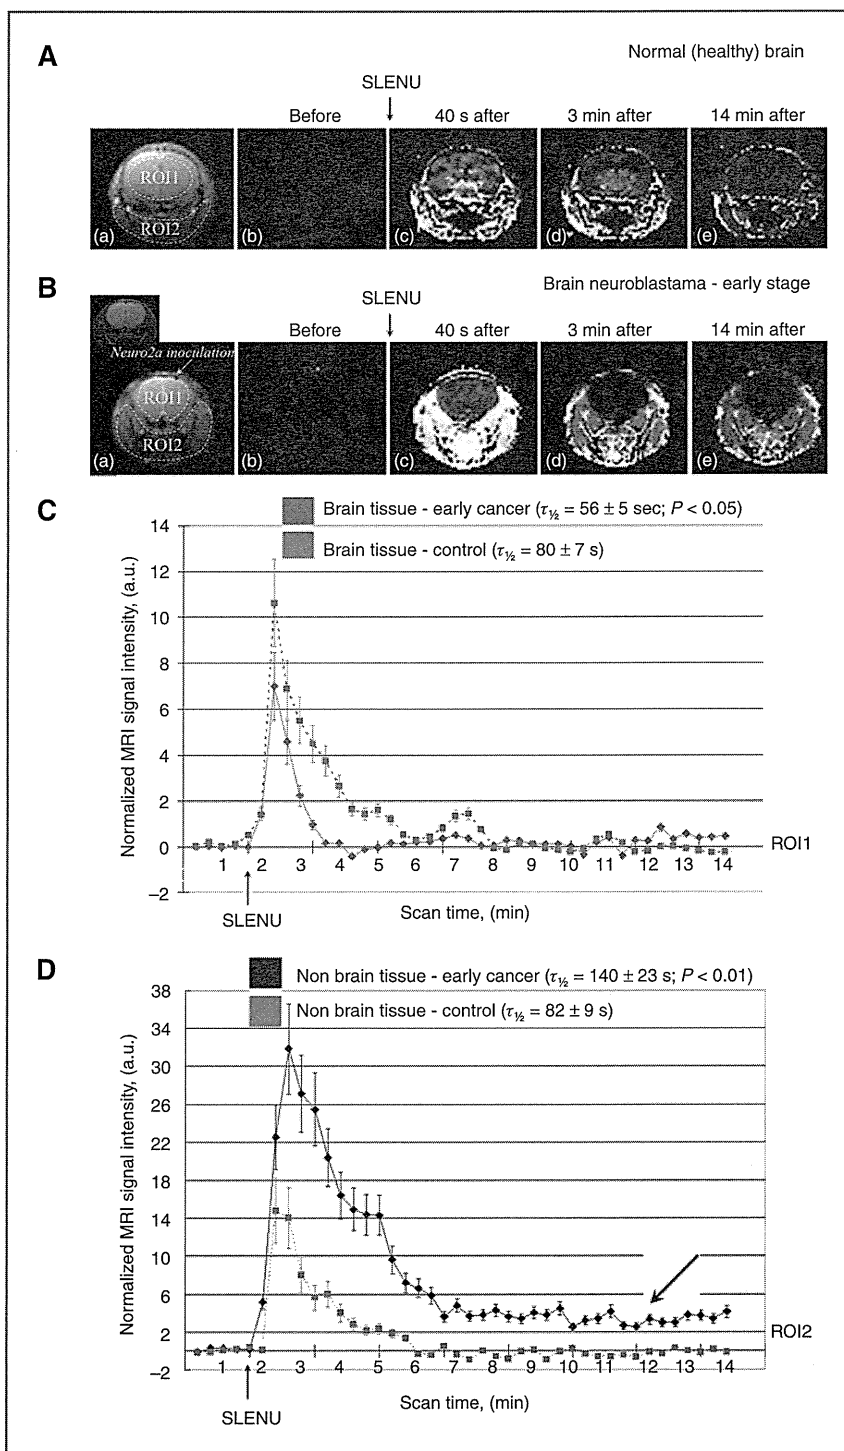 A
Normal (healthy) brain
SLENU
Before
40 s after
3 min after
14 min after
ROI1
ROI2
(a)
(b)
(c)
(d)
(e)
B
Brain neuroblastama - early stage
SLENU
Before
40 s after
3 min after
14 min after
Neuro2a inoculation
ROI1
ROI2
(a)
(b)
(c)
(d)
(e)
C
Brain tissue - early cancer (τ½ = 56 ± 5 sec; P < 0.05)
Brain tissue - control (τ½ = 80 ± 7 s)
Normalized MRI signal intensity, (a.u.)
14
12
10
8
6
4
2
0
−2
1 2 3 4 5 6 7 8 9 10 11 12 13 14
ROI1
SLENU
Scan time, (min)
D
Non brain tissue - early cancer (τ½ = 140 ± 23 s; P < 0.01)
Non brain tissue - control (τ½ = 82 ± 9 s)
Normalized MRI signal intensity, (a.u.)
38
34
30
26
22
18
14
10
6
2
−2
1 2 3 4 5 6 7 8 9 10 11 12 13 14
ROI2
SLENU
Scan time, (min)